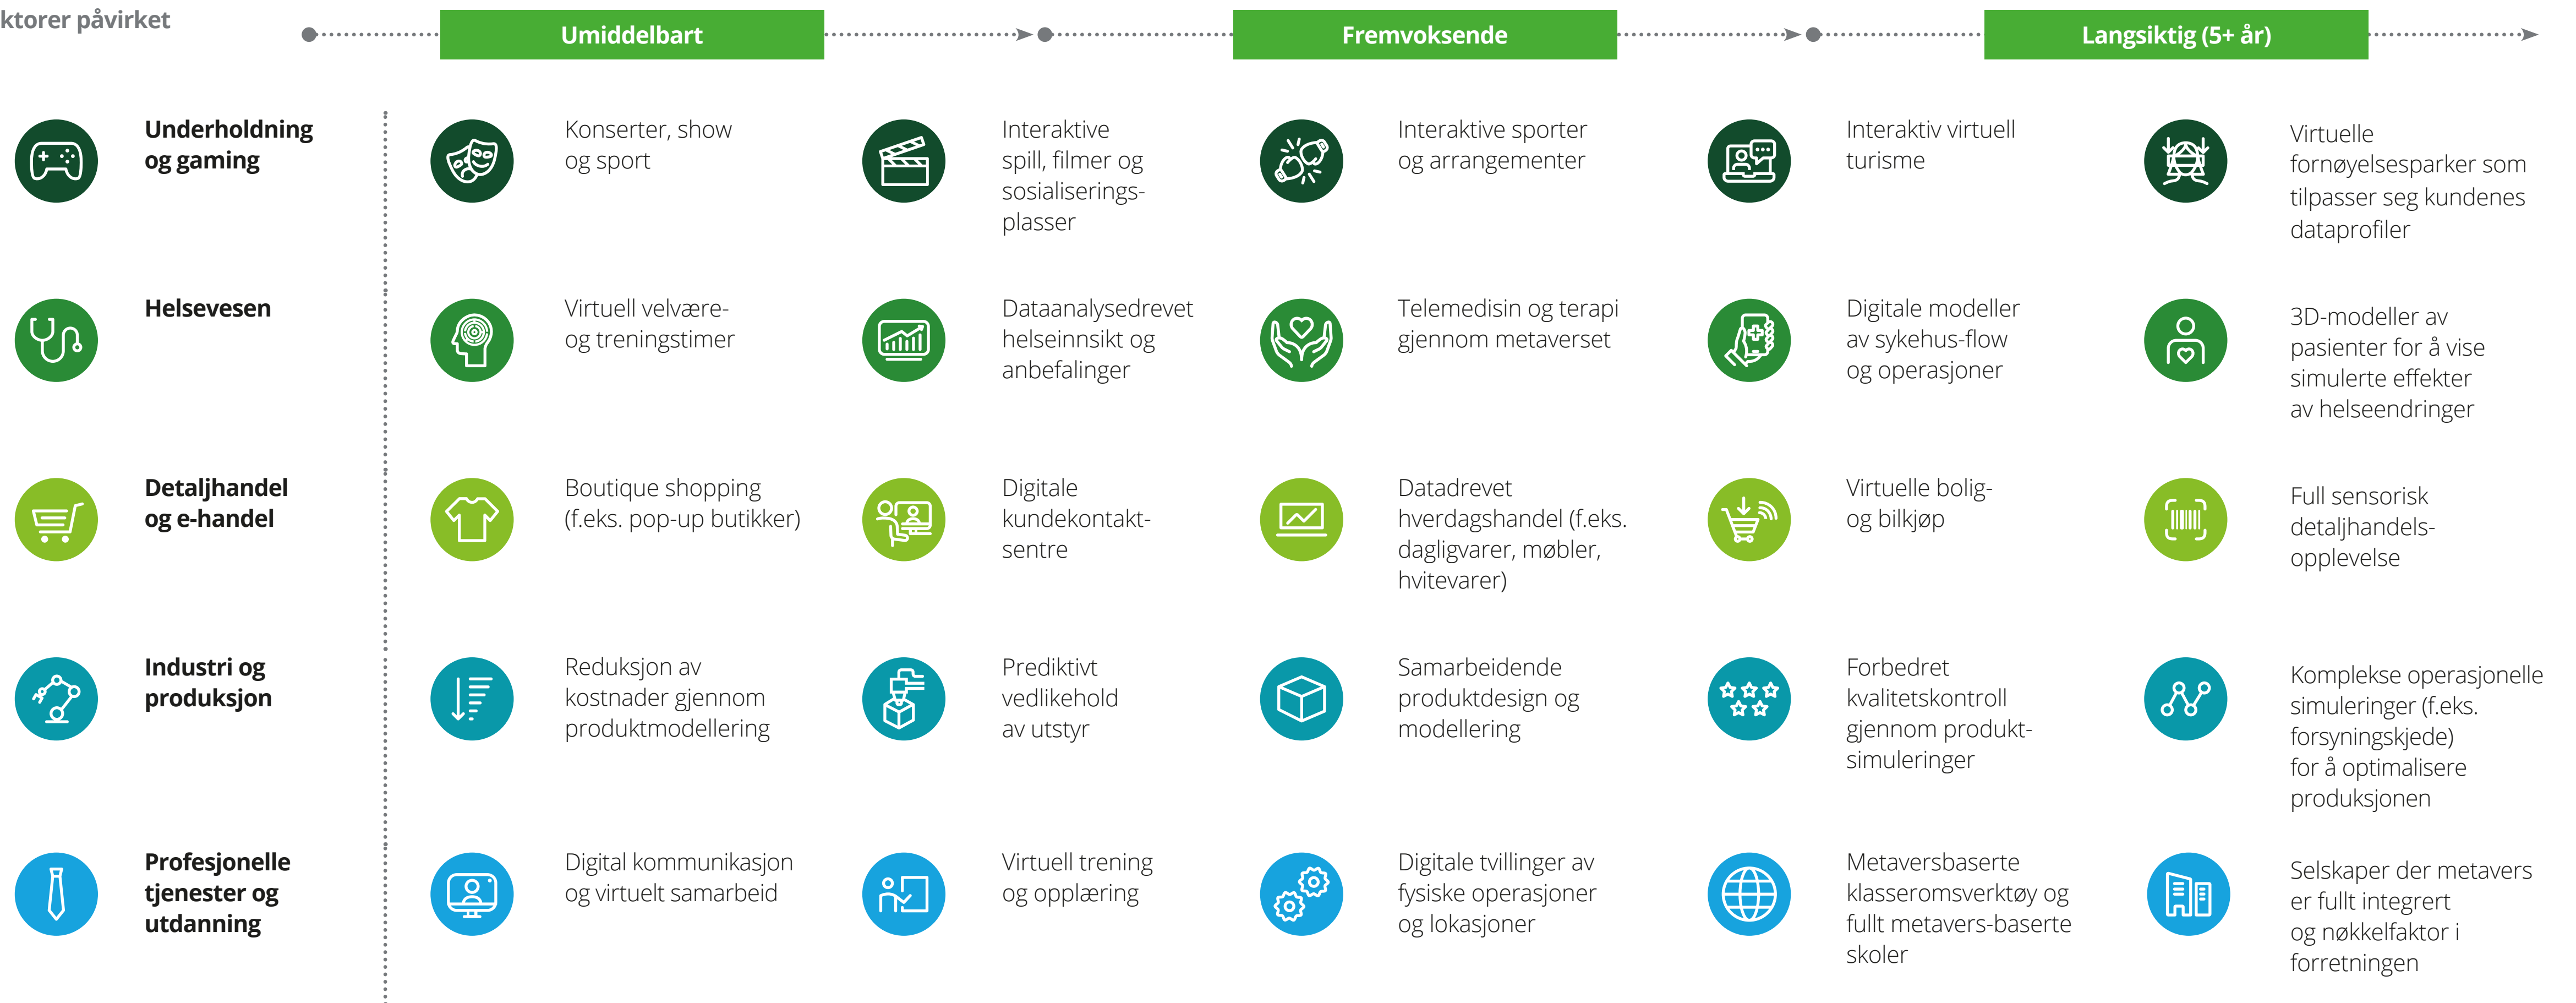 ktorer påvirket
Umiddelbart
Fremvoksende
Langsiktig (5+ år)
Underholdning
og gaming
Konserter, show
og sport
Interaktive
spill, filmer og
sosialiserings-
plasser
Interaktive sporter
og arrangementer
Interaktiv virtuell
turisme
Virtuelle
fornøyelsesparker som
tilpasser seg kundenes
dataprofiler
Helsevesen
Virtuell velvære-
og treningstimer
Dataanalysedrevet
helseinnsikt og
anbefalinger
Telemedisin og terapi
gjennom metaverset
Digitale modeller
av sykehus-flow
og operasjoner
3D-modeller av
pasienter for å vise
simulerte effekter
av helseendringer
Detaljhandel
og e-handel
Boutique shopping
(f.eks. pop-up butikker)
Digitale
kundekontakt-
sentre
Datadrevet
hverdagshandel (f.eks.
dagligvarer, møbler,
hvitevarer)
Virtuelle bolig-
og bilkjøp
Full sensorisk
detaljhandels-
opplevelse
Industri og
produksjon
Reduksjon av
kostnader gjennom
produktmodellering
Prediktivt
vedlikehold
av utstyr
Samarbeidende
produktdesign og
modellering
Forbedret
kvalitetskontroll
gjennom produkt-
simuleringer
Komplekse operasjonelle
simuleringer (f.eks.
forsyningskjede)
for å optimalisere
produksjonen
Profesjonelle
tjenester og
utdanning
Digital kommunikasjon
og virtuelt samarbeid
Virtuell trening
og opplæring
Digitale tvillinger av
fysiske operasjoner
og lokasjoner
Metaversbaserte
klasseromsverktøy og
fullt metavers-baserte
skoler
Selskaper der metavers
er fullt integrert
og nøkkelfaktor i
forretningen